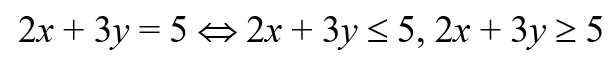 2x + 3y = 5 ⇔ 2x + 3y ≤ 5, 2x + 3y ≥ 5